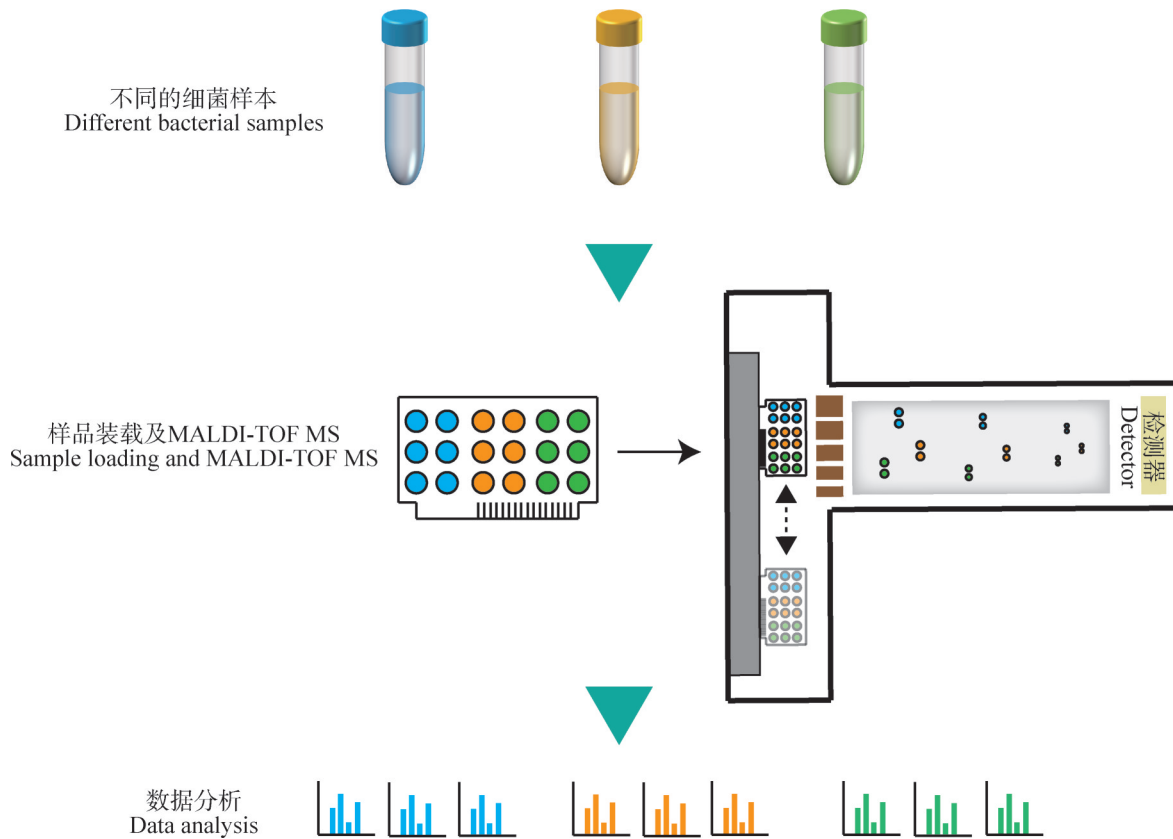 不同的细菌样本
Different bacterial samples
样品装载及MALDI-TOF MS
Sample loading and MALDI-TOF MS
检测器
Detector
数据分析
Data analysis